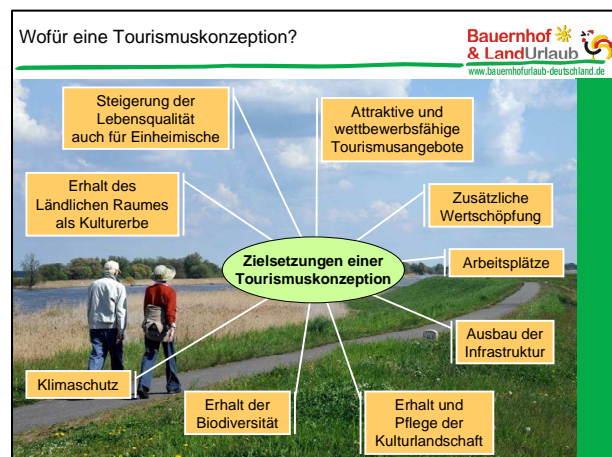 Wofür eine Tourismuskonzeption?
Bauernhof
& LandUrlaub
www.bauernhofurlaub-deutschland.de
Steigerung der
Lebensqualität
auch für Einheimische
Attraktive und
wettbewerbsfähige
Tourismusangebote
Erhalt des
Ländlichen Raumes
als Kulturerbe
Zusätzliche
Wertschöpfung
Zielsetzungen einer
Tourismuskonzeption
Arbeitsplätze
Ausbau der
Infrastruktur
Klimaschutz
Erhalt der
Biodiversität
Erhalt und
Pflege der
Kulturlandschaft